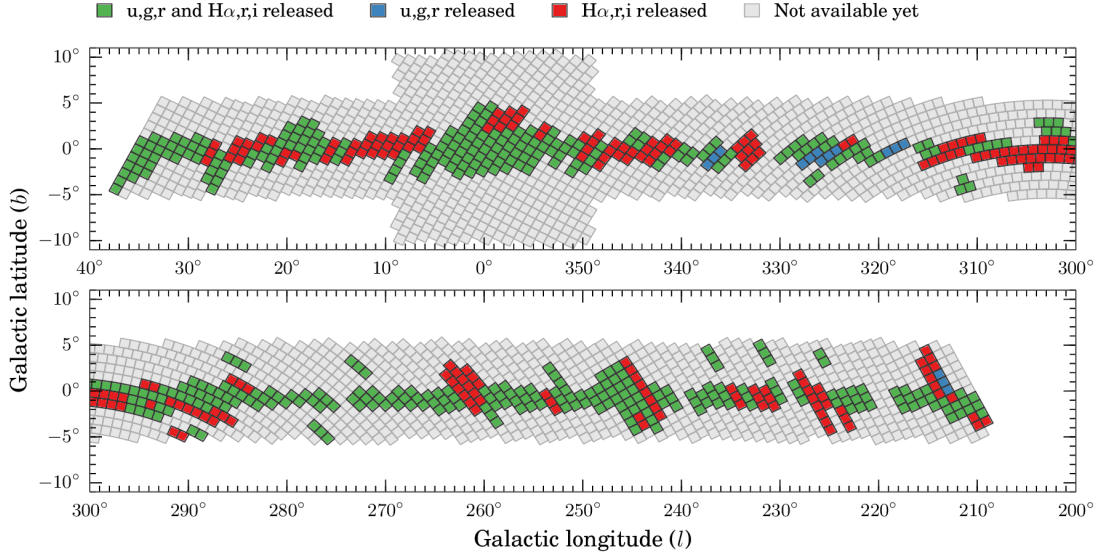 u,g,r and Hα,r,i released u,g,r released Hα,r,i released Not available yet
10°
5°
0°
−5°
−10°
40° 30° 20° 10° 0° 350° 340° 330° 320° 310° 300°
Galactic latitude (b)
10°
5°
0°
−5°
−10°
300° 290° 280° 270° 260° 250° 240° 230° 220° 210° 200°
Galactic longitude (l)